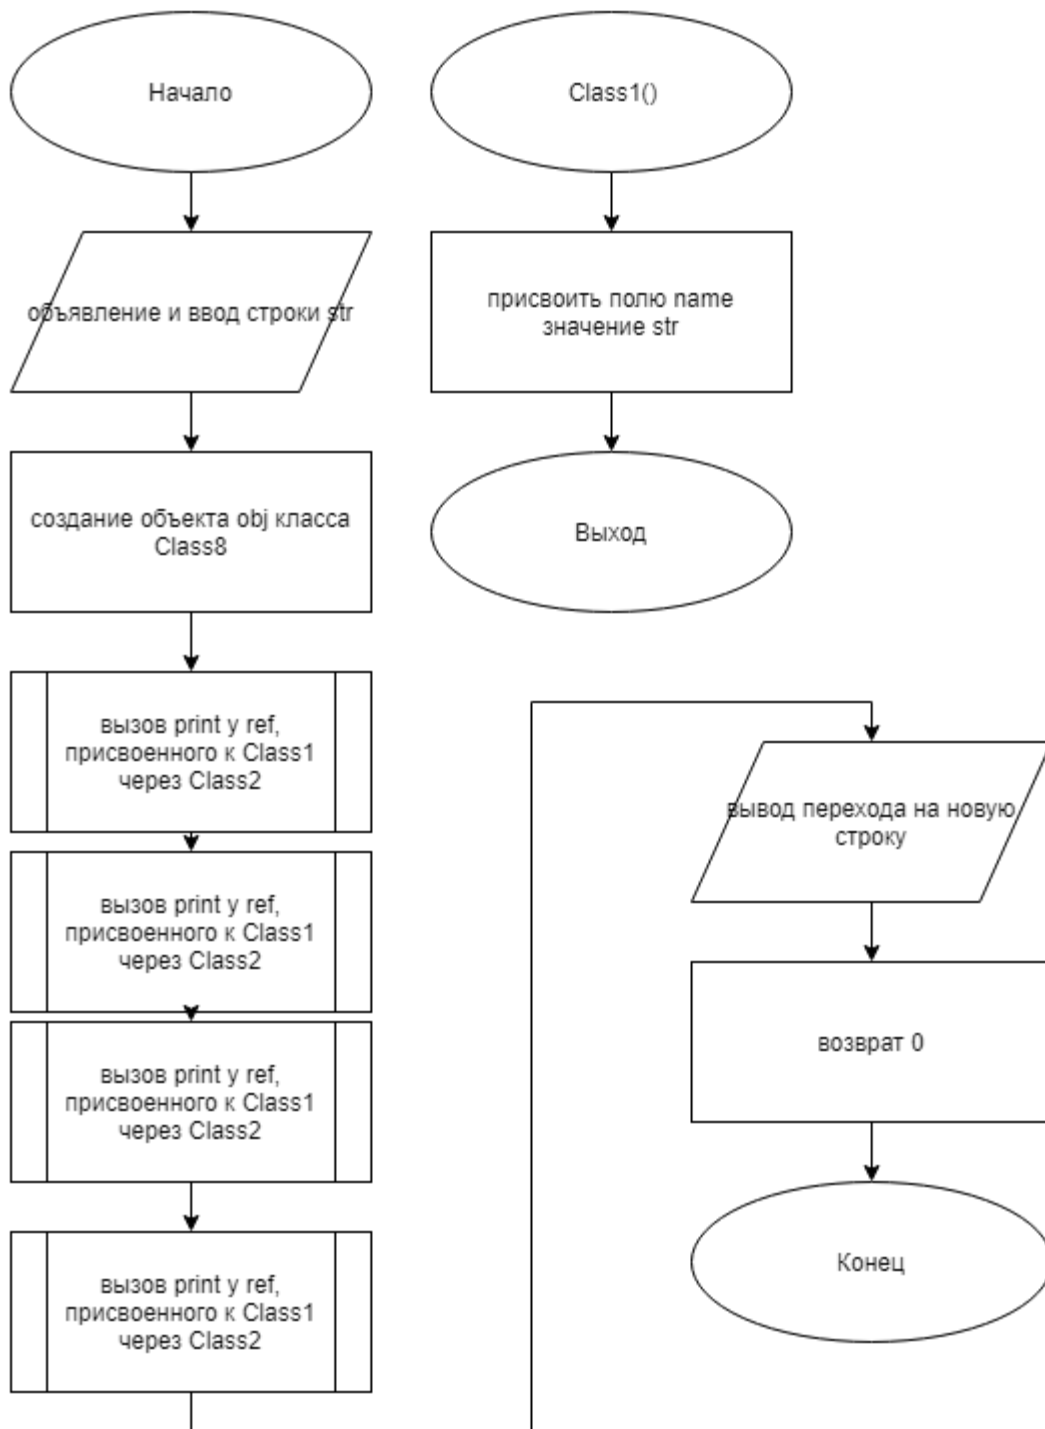 Начало
объявление и ввод строки str
создание объекта obj класса
Class8
вызов print у ref,
присвоенного к Class1
через Class2
вызов print у ref,
присвоенного к Class1
через Class2
вызов print у ref,
присвоенного к Class1
через Class2
вызов print у ref,
присвоенного к Class1
через Class2
Class1()
присвоить полю name
значение str
Выход
вывод перехода на новую
строку
возврат 0
Конец